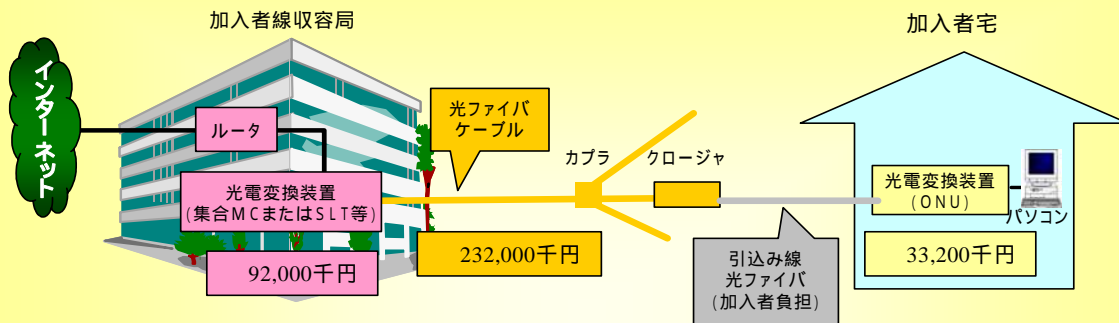 加入者線収容局
加入者宅
インターネット
ルータ
光電変換装置
(集合MCまたはSLT等)
92,000千円
光ファイバ
ケーブル
232,000千円
カプラ
クロージャ
引込み線
光ファイバ
(加入者負担)
光電変換装置
(ONU)
パソコン
33,200千円